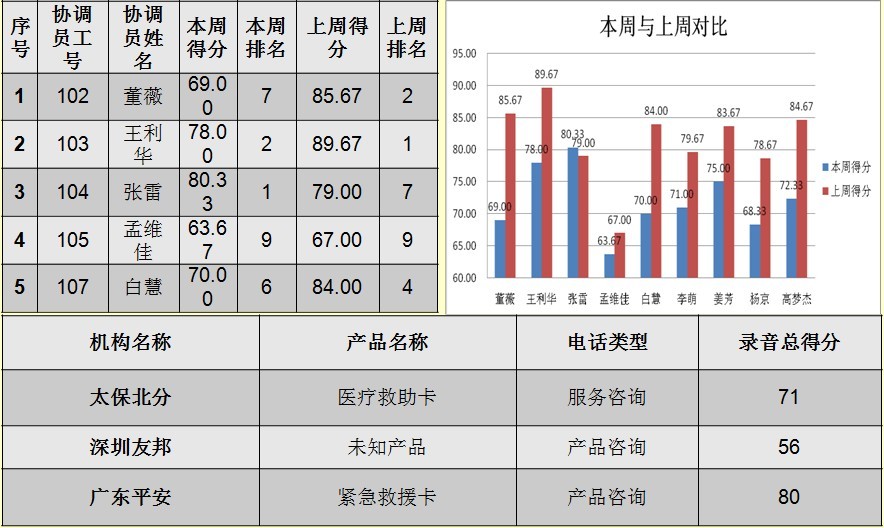 序号 协调员工号 协调员姓名 本周得分 本周排名 上周得分 上周排名
1 102 董薇 69.00 7 85.67 2
2 103 王利华 78.00 2 89.67 1
3 104 张雷 80.33 1 79.00 7
4 105 孟维佳 63.67 9 67.00 9
5 107 白慧 70.00 6 84.00 4
本周与上周对比
95.00
90.00
85.00
80.00
75.00
70.00
65.00
60.00
69.00 85.67 78.00 89.67 80.33 79.00 63.67 67.00 70.00 84.00 71.00 79.67 75.00 83.67 68.33 78.67 72.33 84.67
董薇 王利华 张雷 孟维佳 白慧 李萌 姜芳 杨京 高梦杰
本周得分
上周得分
机构名称 产品名称 电话类型 录音总得分
太保北分 医疗救助卡 服务咨询 71
深圳友邦 未知产品 产品咨询 56
广东平安 紧急救援卡 产品咨询 80